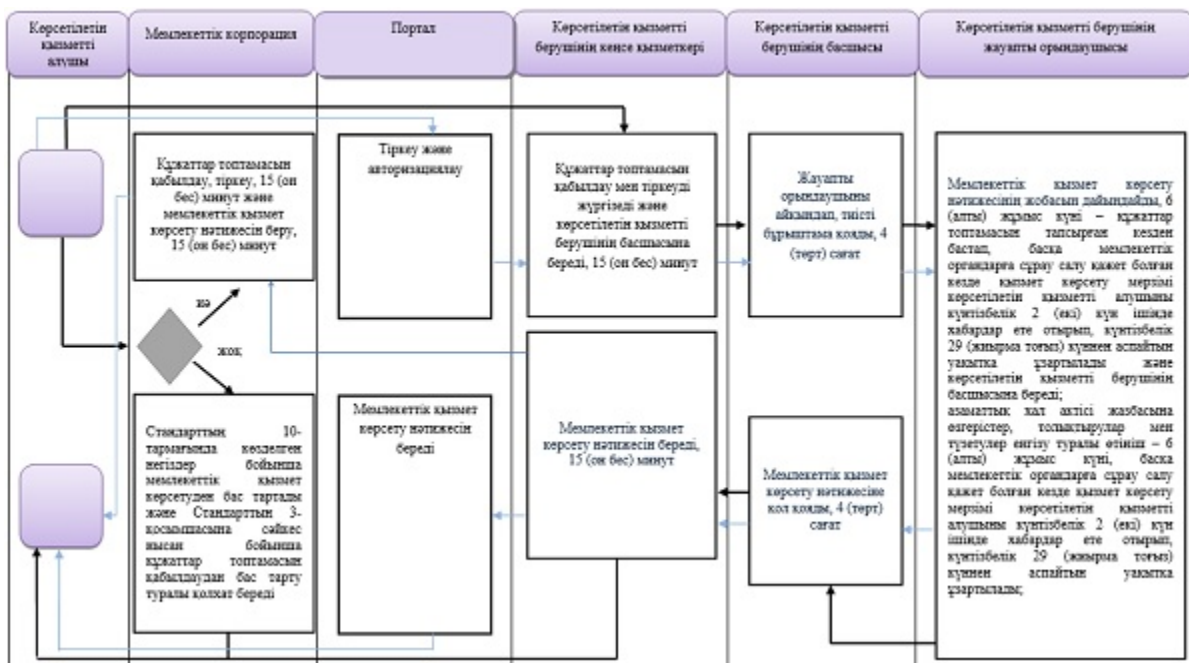 Көрсетілетін
қызметті
алушы
Мемлекеттік корпорация
Портал
Көрсетілетін қызметті
берушінің кеңсе қызметкері
Көрсетілетін қызметті
берушінің басшысы
Көрсетілетін қызметті берушінің
жауапты орындаушысы
Құжаттар топтамасын
қабылдау, тіркеу, 15 (он
бес) минут және
мемлекеттік қызмет
көрсету нәтижесін беру,
15 (он бес) минут
Тіркеу және
авторизациялау
Құжаттар топтамасын
қабылдау мен тіркеуді
жүргізеді және
көрсетілетін қызметті
берушінің басшысына
береді, 15 (он бес) минут
Жауапты
орындаушыны
айқындап, тиісті
бұрыштама қояды, 4
(төрт) сағат
Мемлекеттік қызмет көрсету
нәтижесінің жобасын дайындайды, 6
(алты) жұмыс күні – құжаттар
топтамасын тапсырған кезден
бастап, басқа мемлекеттік
органдарға сұрау салу қажет болған
кезде қызмет көрсету мерзімі
көрсетілетін қызметті алушыны
күнтізбелік 2 (екі) күн ішінде
хабардар ете отырып, күнтізбелік
29 (жиырма тоғыз) күннен аспайтын
уақытқа ұзартылады және
көрсетілетін қызметті берушінің
басшысына береді;
азаматтық хал актісі жазбасына
өзгерістер, толықтырулар мен
түзетулер енгізу туралы өтініш – 6
(алты) жұмыс күні, басқа
мемлекеттік органдарға сұрау салу
қажет болған кезде қызмет көрсету
мерзімі көрсетілетін қызметті
алушыны күнтізбелік 2 (екі) күн
ішінде хабардар ете отырып,
күнтізбелік 29 (жиырма тоғыз)
күннен аспайтын уақытқа
ұзартылады;
иә
жоқ
Стандарттың 10-
тармағында көзделген
негіздер бойынша
мемлекеттік қызмет
көрсетуден бас тартады
және Стандарттың 3-
қосымшасына сәйкес
нысан бойынша
құжаттар топтамасын
қабылдаудан бас тарту
туралы қолхат береді
Мемлекеттік қызмет
көрсету нәтижесін
береді
Мемлекеттік қызмет
көрсету нәтижесін береді,
15 (он бес) минут
Мемлекеттік қызмет
көрсету нәтижесіне
қол қояды, 4 (төрт)
сағат